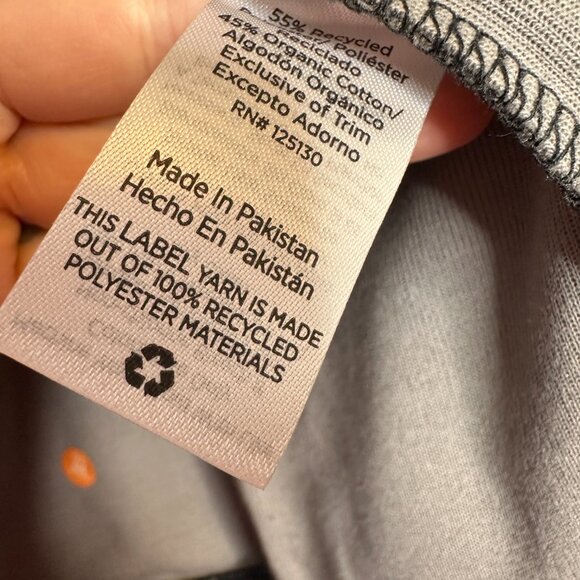 55% Recycled
Poliéster
45% Organic Cotton/
Algodón Orgánico
Exclusive of Trim
Excepto Adorno
RN# 125130
Made In Pakistan
Hecho En Pakistán
THIS LABEL YARN IS MADE
OUT OF 100% RECYCLED
POLYESTER MATERIALS